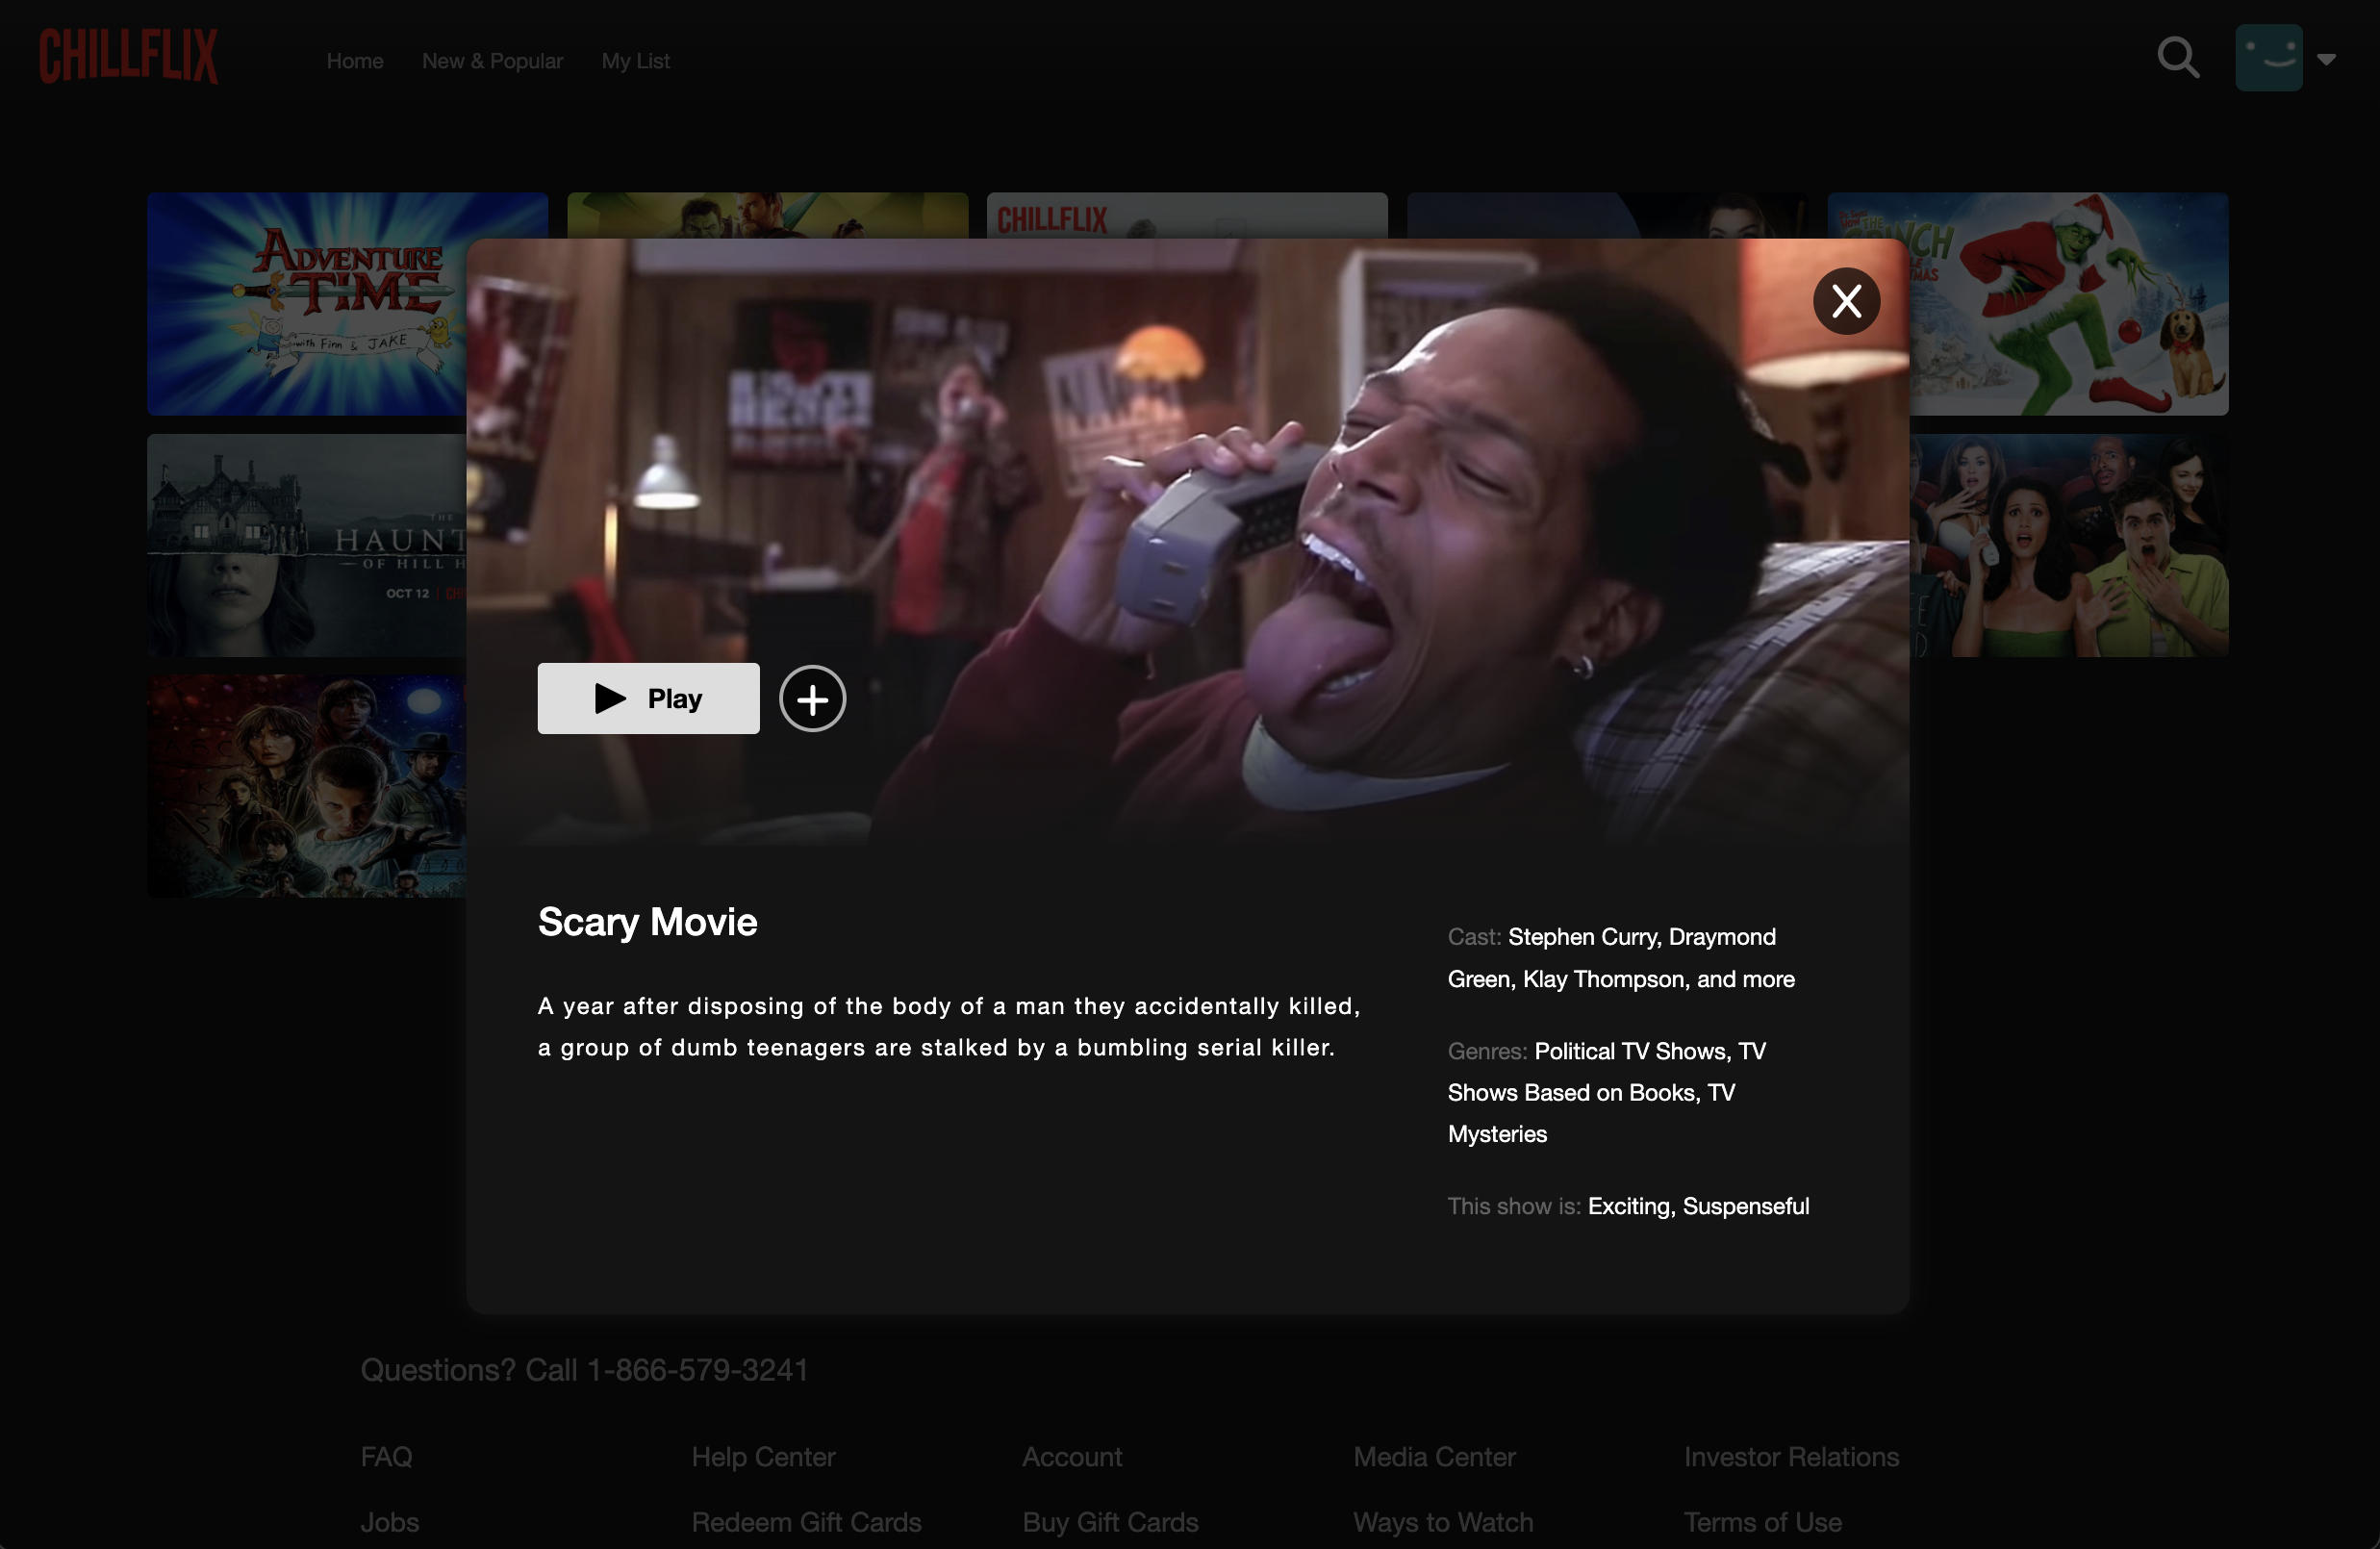 CHILLFLIX
Home New & Popular My List
ADVENTURE
TIME
with Finn & JAKE
CHILLFLIX
THE
HAUNT
OF HILL H
OCT 12
Play
Scary Movie
A year after disposing of the body of a man they accidentally killed,
a group of dumb teenagers are stalked by a bumbling serial killer.
Cast: Stephen Curry, Draymond
Green, Klay Thompson, and more
Genres: Political TV Shows, TV
Shows Based on Books, TV
Mysteries
This show is: Exciting, Suspenseful
Questions? Call 1-866-579-3241
FAQ Help Center Account Media Center Investor Relations
Jobs Redeem Gift Cards Buy Gift Cards Ways to Watch Terms of Use